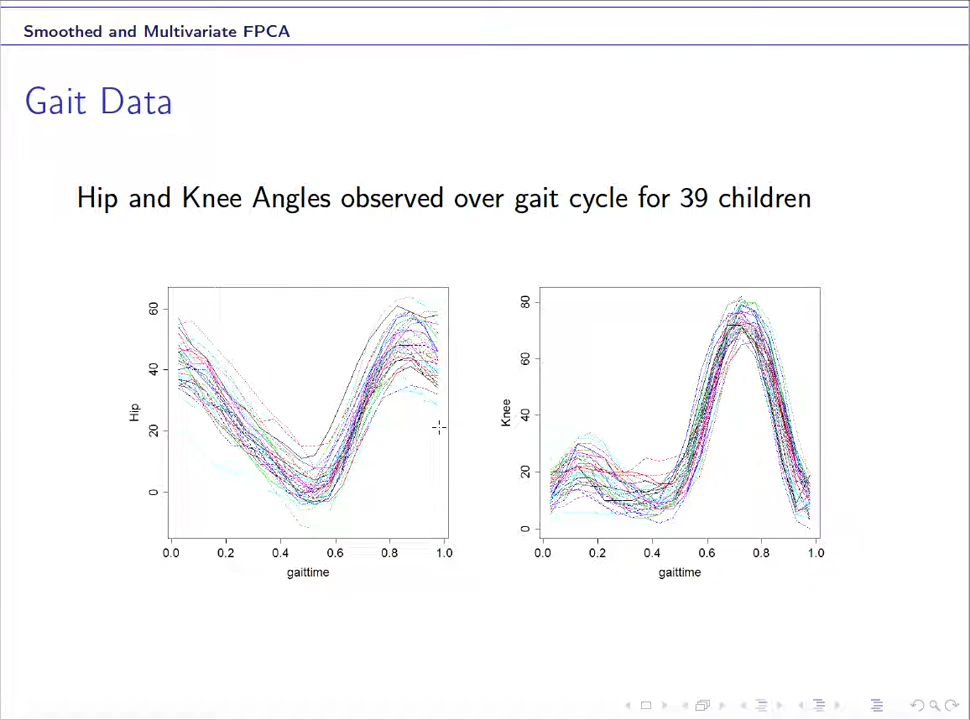 Smoothed and Multivariate FPCA
Gait Data
Hip and Knee Angles observed over gait cycle for 39 children
Hip
60
40
20
0
0.0 0.2 0.4 0.6 0.8 1.0
gaittime
Knee
80
60
40
20
0
0.0 0.2 0.4 0.6 0.8 1.0
gaittime